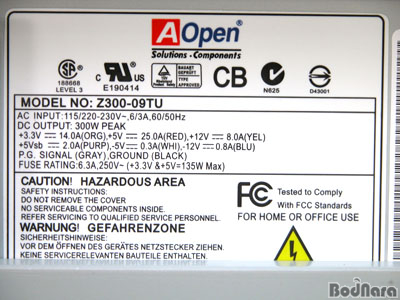 AOpen
Solutions - Components
188668
LEVEL 3
E190414
CB
N625
D43001
MODEL NO: Z300-09TU
AC INPUT:115/220-230V~,6/3A,60/50Hz
DC OUTPUT: 300W PEAK
+3.3V 14.0A(ORG),+5V 25.0A(RED),+12V 8.0A(YEL)
+5Vsb 2.0A(PURP),-5V 0.3A(WHI),-12V 0.8A(BLU)
P.G. SIGNAL (GRAY),GROUND (BLACK)
FUSE RATING:6.3A,250V~ (+3.3V &+5V=135W Max)
CAUTION! HAZARDOUS AREA
SAFETY INSTRUCTIONS:
DO NOT REMOVE THE COVER
NO SERVICEABLE COMPONENTS INSIDE
REFER SERVICING TO QUALIFIED SERVICE PERSONNEL
FC Tested to Comply
With FCC Standards
FOR HOME OR OFFICE USE
WARNUNG! GEFAHRENZONE
SICHERHEITSHINWEISE:
VOR DEM ÖFFNEN DES GERÄTES NETZSTECKER ZIEHEN
BodNara